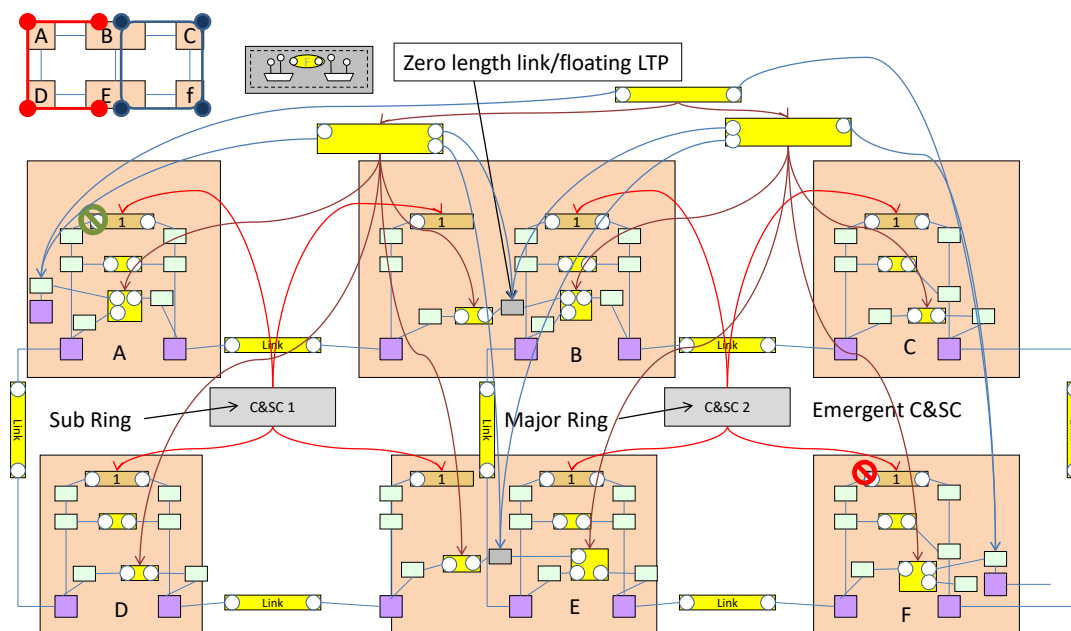 A
B
C
D
E
f
F
Zero length link/floating LTP
1
1
1
1
A
B
C
Link
Link
Link
Link
Sub Ring
C&SC 1
Major Ring
C&SC 2
Emergent C&SC
1
1
1
1
D
E
F
Link
Link